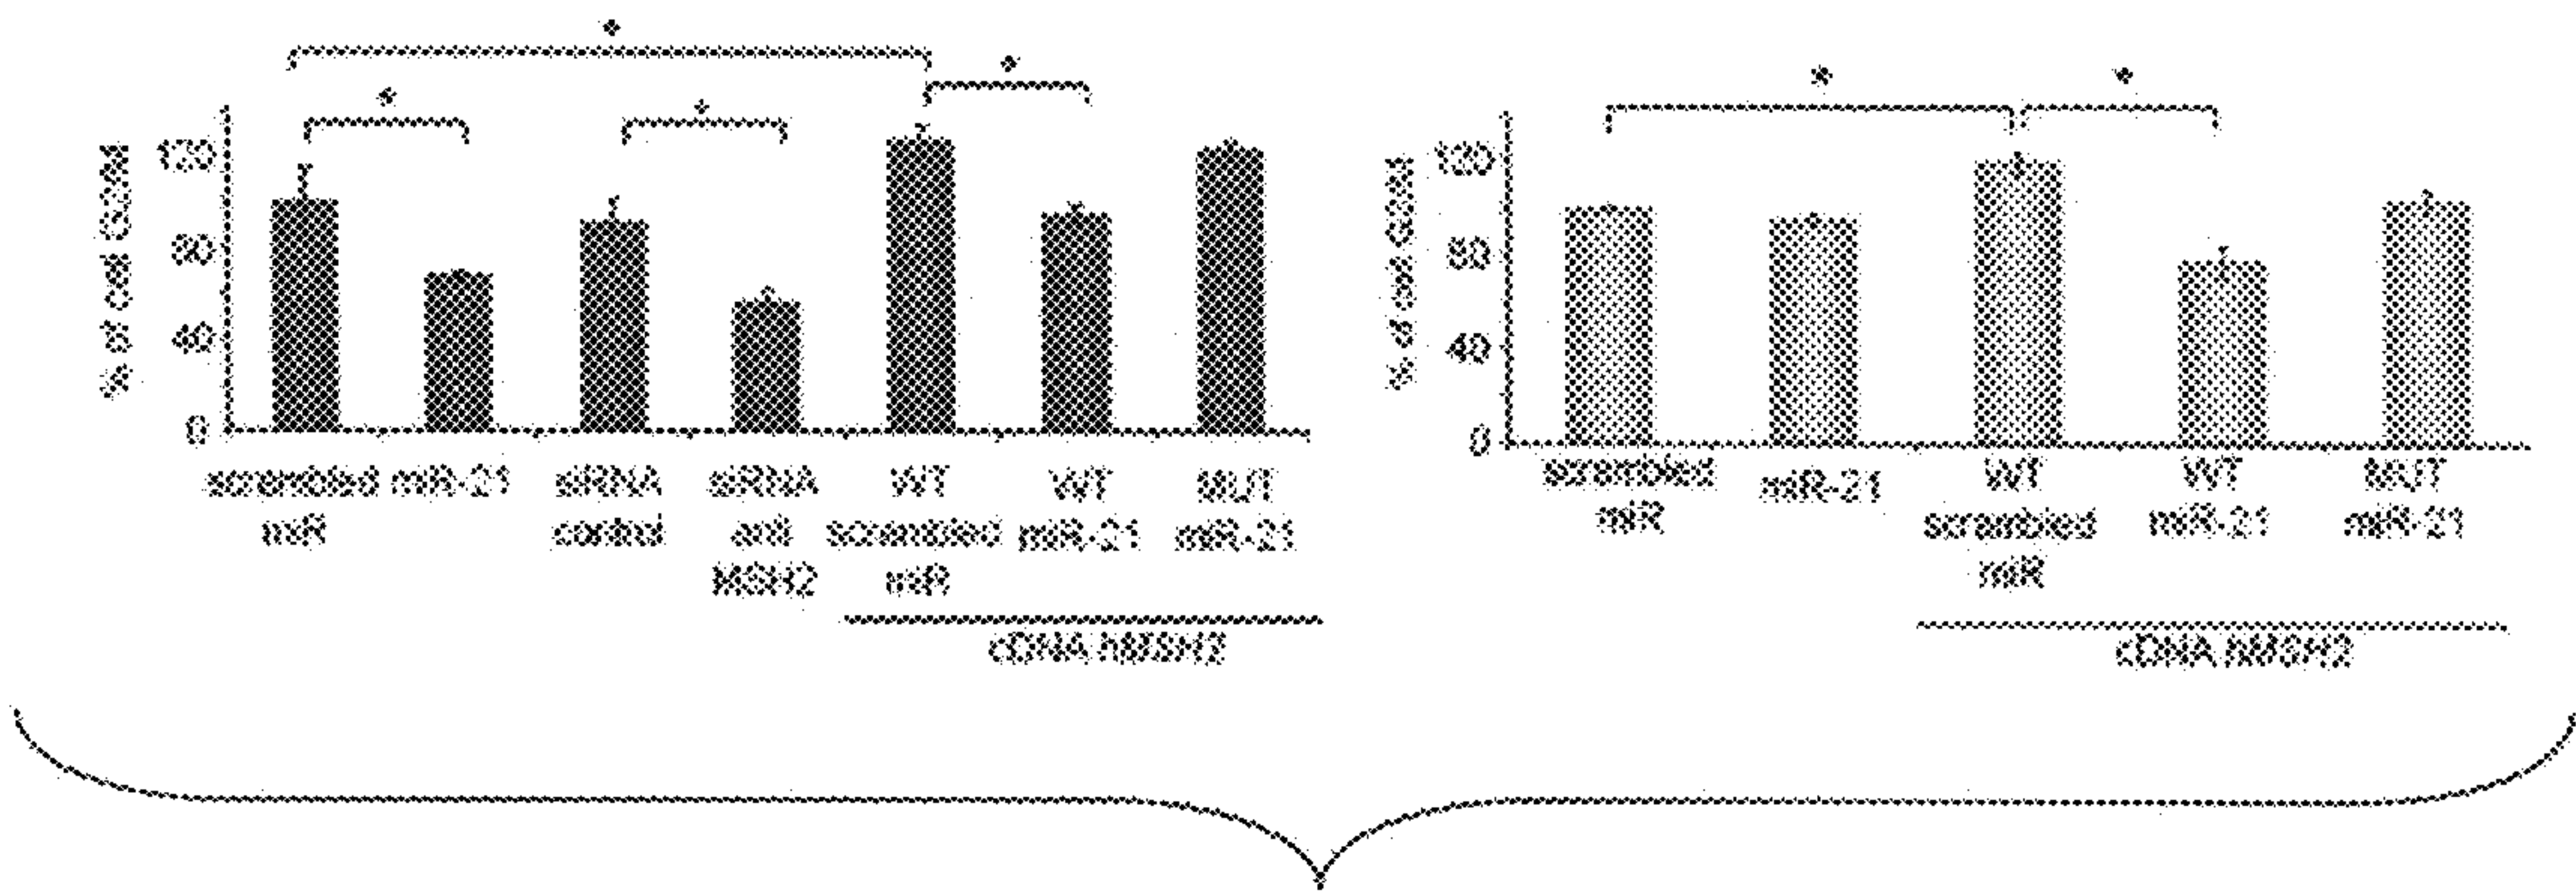 *
*
*
*
% of cell count
120
80
40
0
scrambled miR-21 siRNA siRNA WT WT MUT
miR control anti scrambled miR-21 miR-21
MSH2 miR
cDNA hMSH2
*
*
% of cell count
120
80
40
0
scrambled miR-21 WT WT MUT
miR scrambled miR-21 miR-21
miR
cDNA hMSH2